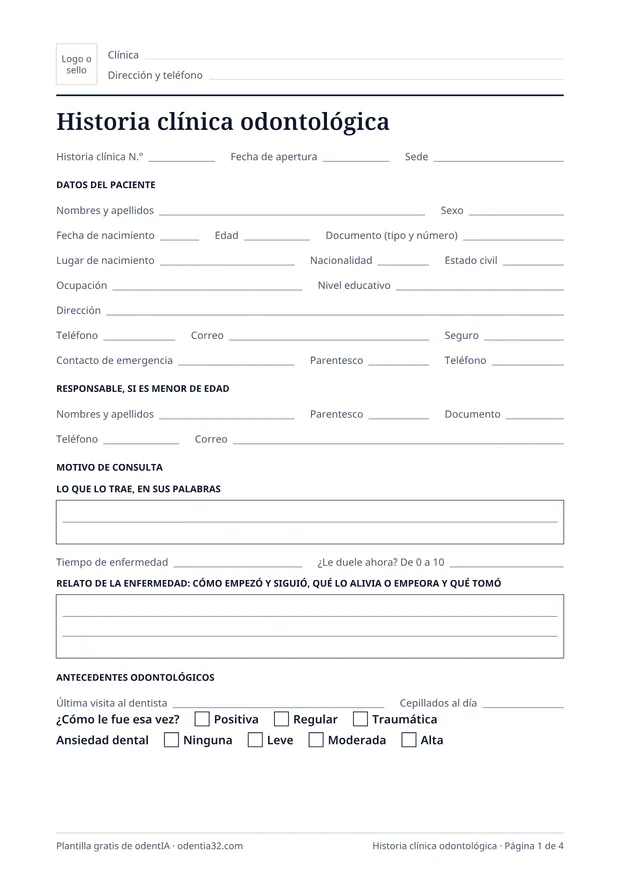 Logo o
sello
Clínica
Dirección y teléfono
Historia clínica odontológica
Historia clínica N.° Fecha de apertura Sede
DATOS DEL PACIENTE
Nombres y apellidos Sexo
Fecha de nacimiento Edad Documento (tipo y número)
Lugar de nacimiento Nacionalidad Estado civil
Ocupación Nivel educativo
Dirección
Teléfono Correo Seguro
Contacto de emergencia Parentesco Teléfono
RESPONSABLE, SI ES MENOR DE EDAD
Nombres y apellidos Parentesco Documento
Teléfono Correo
MOTIVO DE CONSULTA
LO QUE LO TRAE, EN SUS PALABRAS
Tiempo de enfermedad ¿Le duele ahora? De 0 a 10
RELATO DE LA ENFERMEDAD: CÓMO EMPEZÓ Y SIGUIÓ, QUÉ LO ALIVIA O EMPEORA Y QUÉ TOMÓ
ANTECEDENTES ODONTOLÓGICOS
Última visita al dentista Cepillados al día
¿Cómo le fue esa vez? Positiva Regular Traumática
Ansiedad dental Ninguna Leve Moderada Alta
Plantilla gratis de odentIA · odentia32.com Historia clínica odontológica · Página 1 de 4